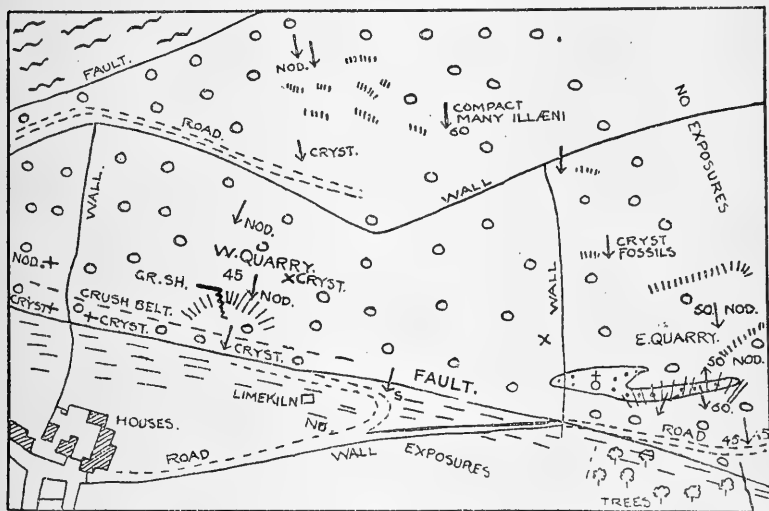 FAULT.
NOD.
COMPACT
MANY ILLÆNI
60
NO
EXPOSURES
ROAD
CRYST.
WALL
WALL.
NOD.
W. QUARRY.
45
CRYST.
NOD.
GR. SH.
NOD.
CRYST
CRUSH BELT.
CRYST.
CRYST.
WALL
CRYST
FOSSILS
50.
NOD.
E. QUARRY.
50
NOD.
60.
FAULT.
S.
LIMEKILN
HOUSES.
NO.
ROAD
WALL
EXPOSURES
ROAD
45
45
TREES